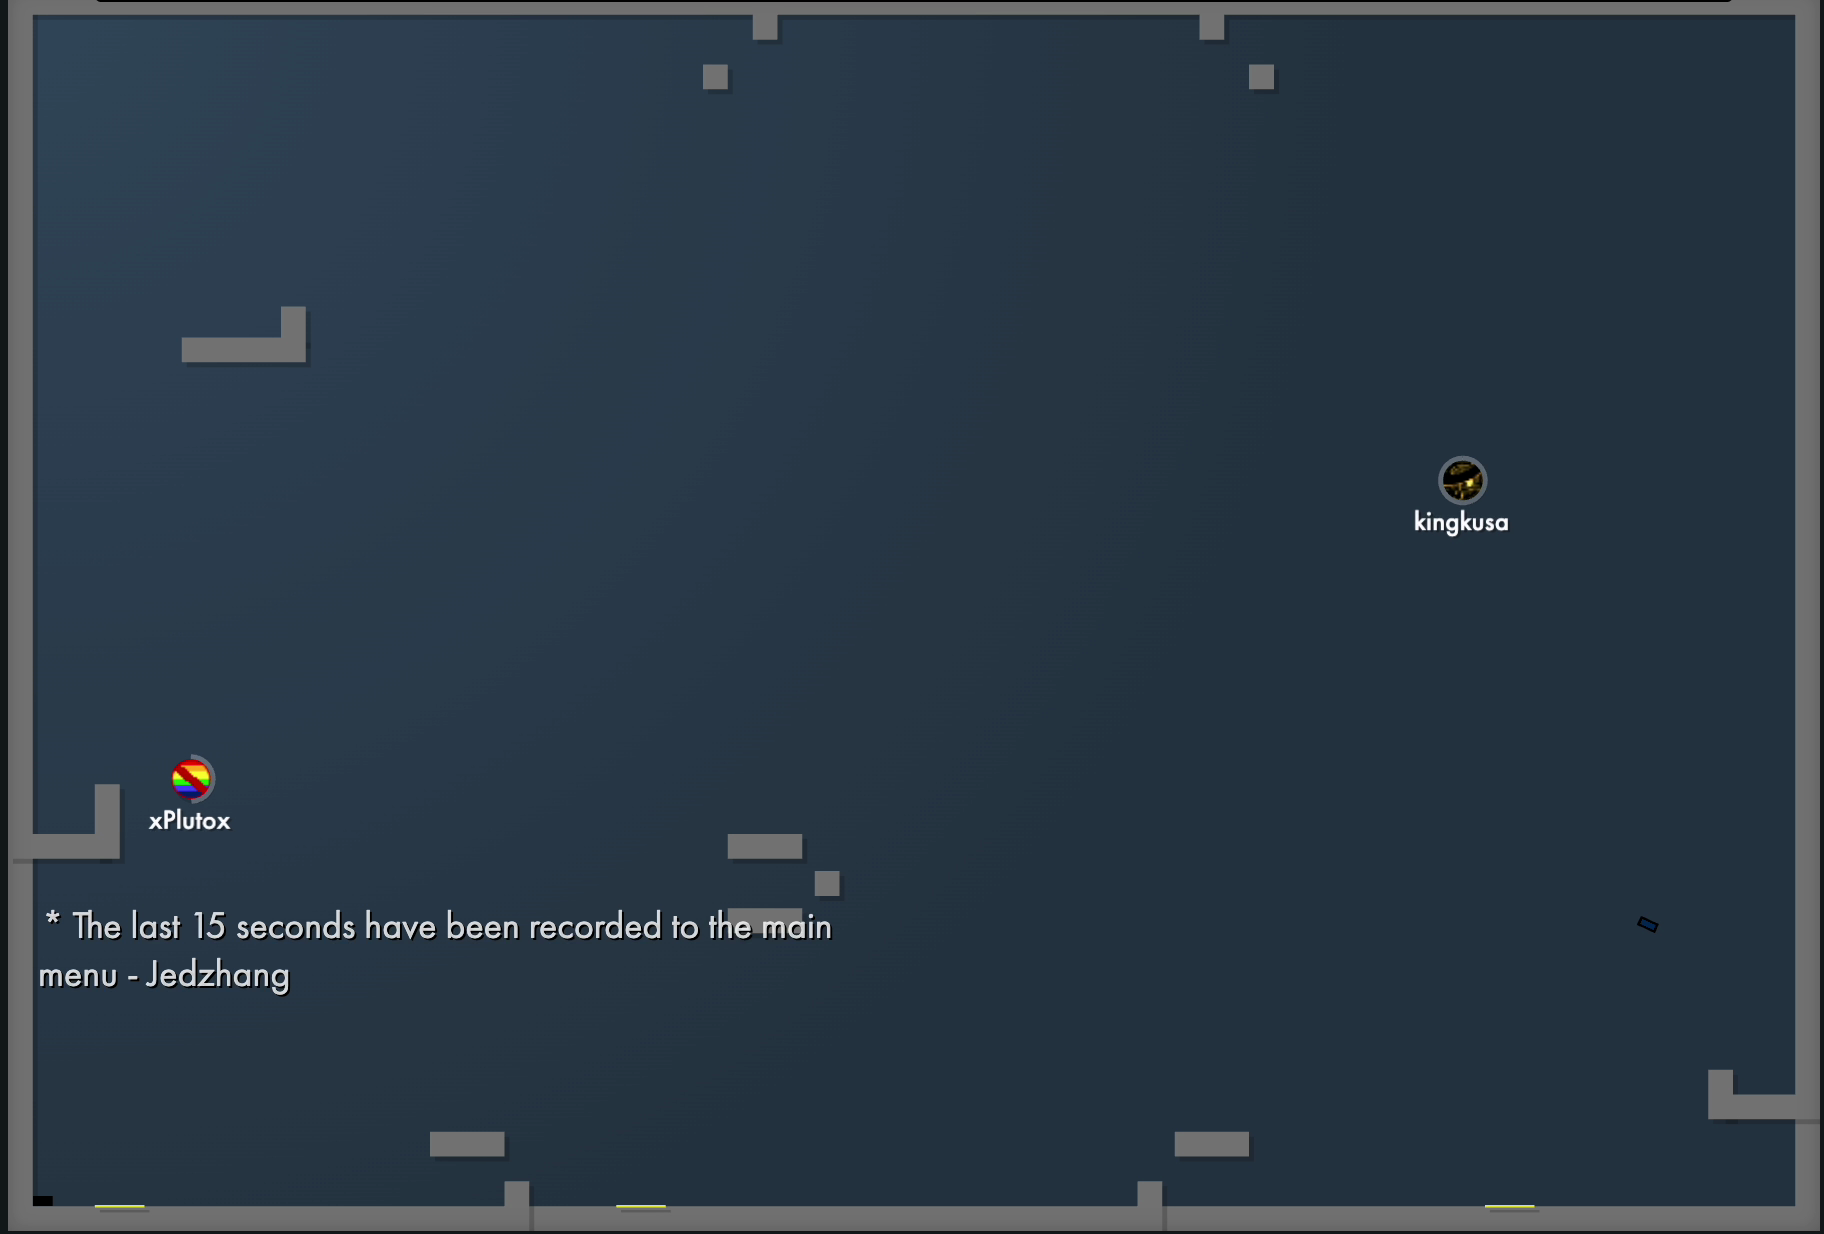 kingkusa
xPlutox
* The last 15 seconds have been recorded to the main
menu - Jedzhang